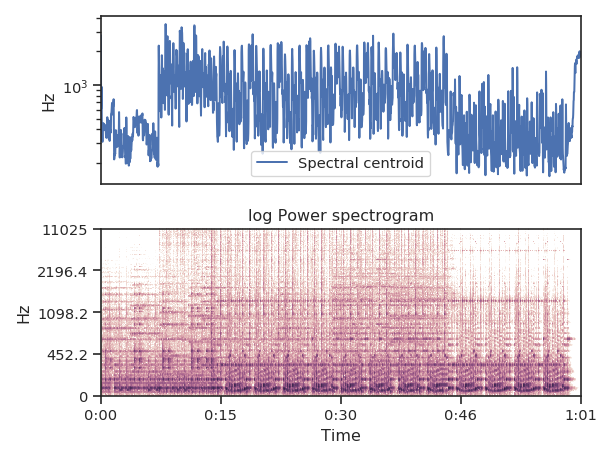 Hz
10³
Spectral centroid
log Power spectrogram
Hz
11025
2196.4
1098.2
452.2
0
0:00 0:15 0:30 0:46 1:01
Time